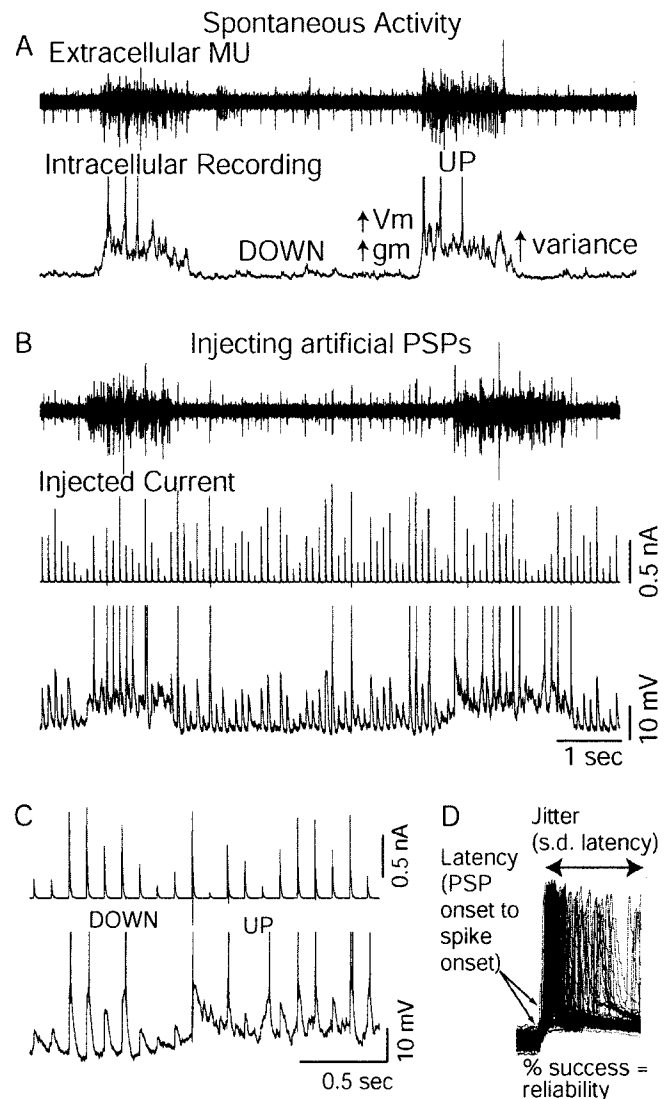 Spontaneous Activity
A
Extracellular MU
Intracellular Recording
UP
↑ Vm
↑ gm
DOWN
↑ variance
B
Injecting artificial PSPs
Injected Current
0.5 nA
10 mV
1 sec
C
0.5 nA
DOWN
UP
10 mV
0.5 sec
D
Jitter
(s.d. latency)
Latency
(PSP
onset to
spike
onset)
% success =
reliability